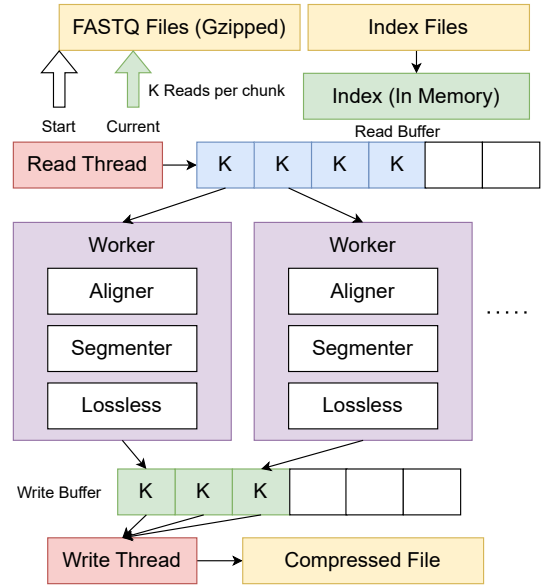 FASTQ Files (Gzipped)
Index Files
K Reads per chunk
Index (In Memory)
Start
Current
Read Buffer
Read Thread
K
K
K
K
Worker
Aligner
Segmenter
Lossless
Worker
Aligner
Segmenter
Lossless
.....
Write Buffer
K
K
K
Write Thread
Compressed File